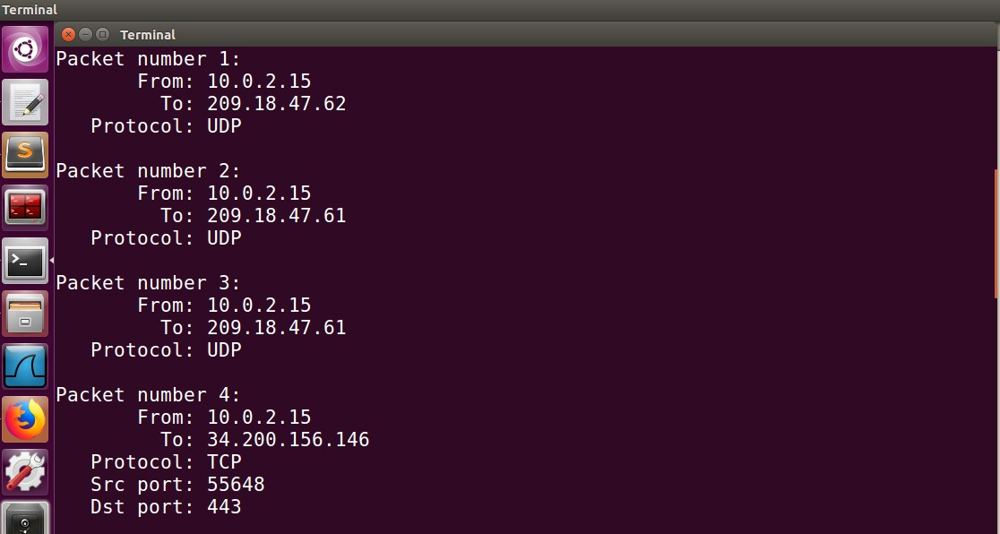 Terminal
Terminal
Packet number 1:
From: 10.0.2.15
To: 209.18.47.62
Protocol: UDP
Packet number 2:
From: 10.0.2.15
To: 209.18.47.61
Protocol: UDP
Packet number 3:
From: 10.0.2.15
To: 209.18.47.61
Protocol: UDP
Packet number 4:
From: 10.0.2.15
To: 34.200.156.146
Protocol: TCP
Src port: 55648
Dst port: 443